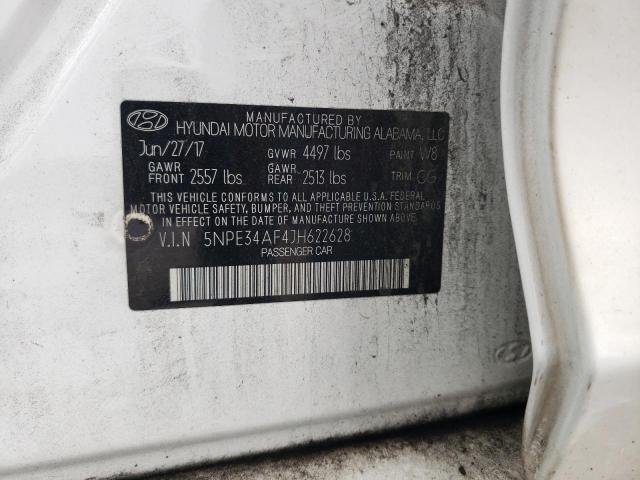 MANUFACTURED BY
HYUNDAI MOTOR MANUFACTURING ALABAMA, LLC
Jun/27/17 GVWR 4497 lbs PAINT W8
GAWR FRONT 2557 lbs GAWR REAR 2513 lbs TRIM GG
THIS VEHICLE CONFORMS TO ALL APPLICABLE U.S.A. FEDERAL
MOTOR VEHICLE SAFETY, BUMPER, AND THEFT PREVENTION STANDARDS
IN EFFECT ON THE DATE OF MANUFACTURE SHOWN ABOVE.
V.I.N 5NPE34AF4JH622628
PASSENGER CAR